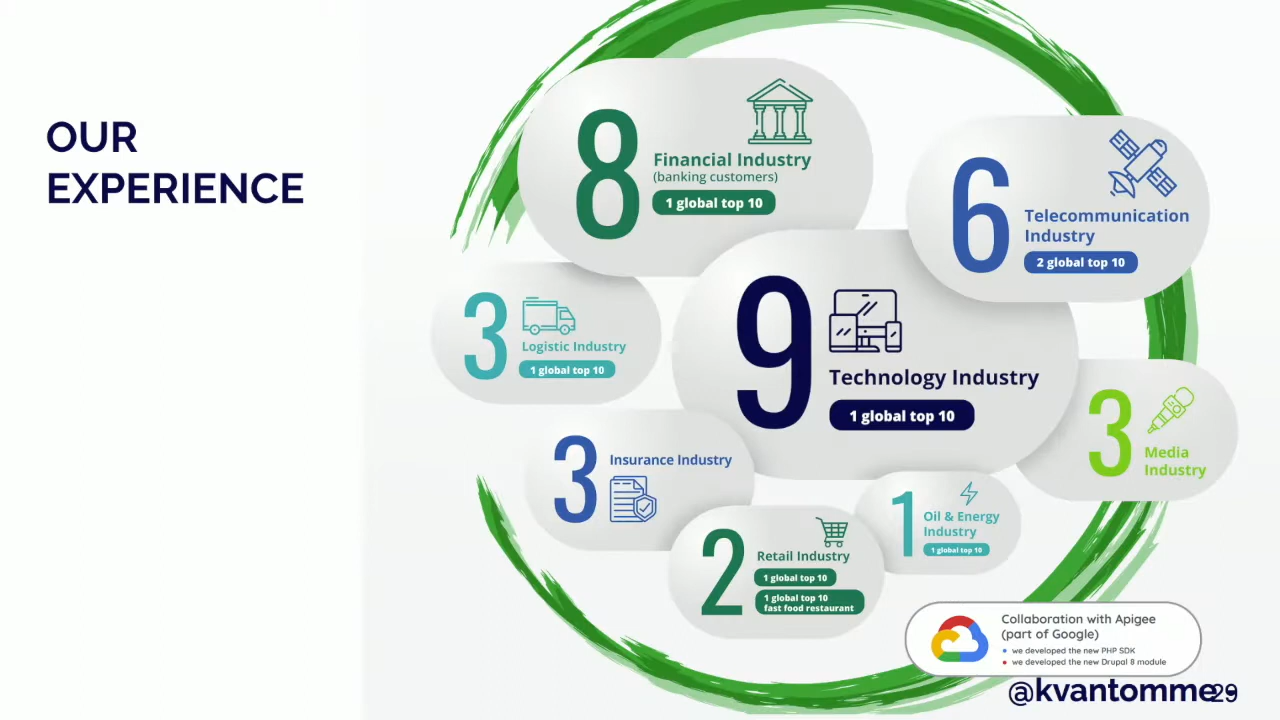 OUR
EXPERIENCE
8
Financial Industry
(banking customers)
1 global top 10
6
Telecommunication
Industry
2 global top 10
3
Logistic Industry
1 global top 10
9
Technology Industry
1 global top 10
3
Media
Industry
3
Insurance Industry
2
Retail Industry
1 global top 10
1 global top 10
fast food restaurant
1
Oil & Energy
Industry
1 global top 10
Collaboration with Apigee
(part of Google)
we developed the new PHP SDK
we developed the new Drupal 8 module
@kvantomme
29